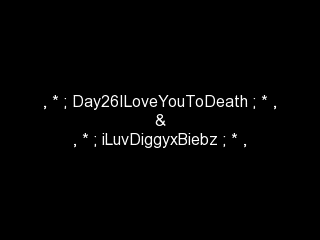 , * ; Day26ILoveYouToDeath ; * ,
&
, * ; iLuvDiggyxBiebz ; * ,